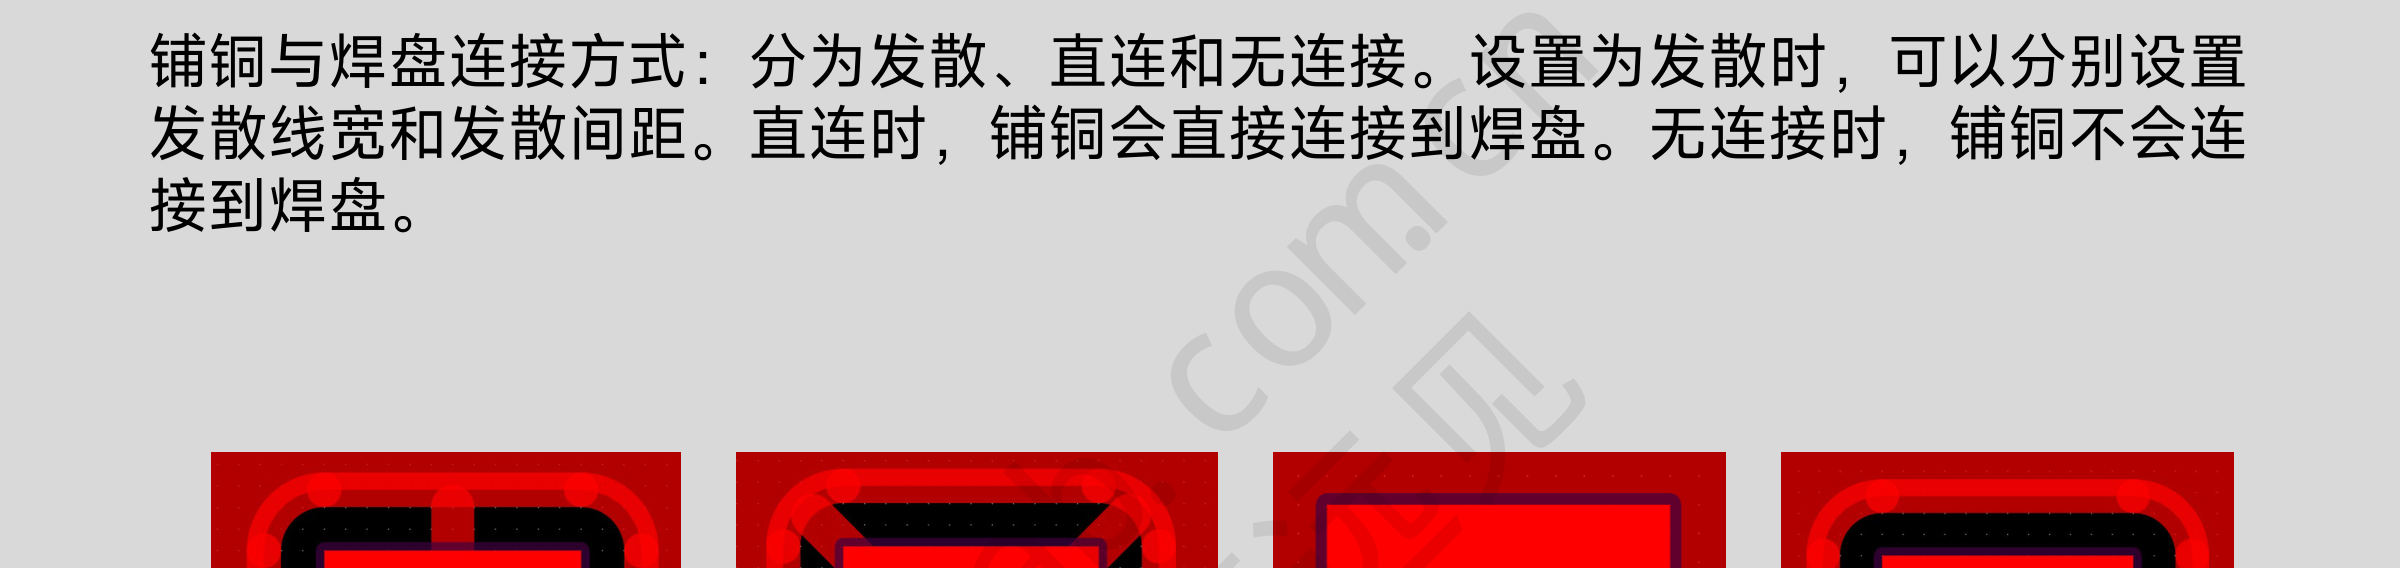 铺铜与焊盘连接方式：分为发散、直连和无连接。设置为发散时，可以分别设置
发散线宽和发散间距。直连时，铺铜会直接连接到焊盘。无连接时，铺铜不会连
接到焊盘。
com.cn
见